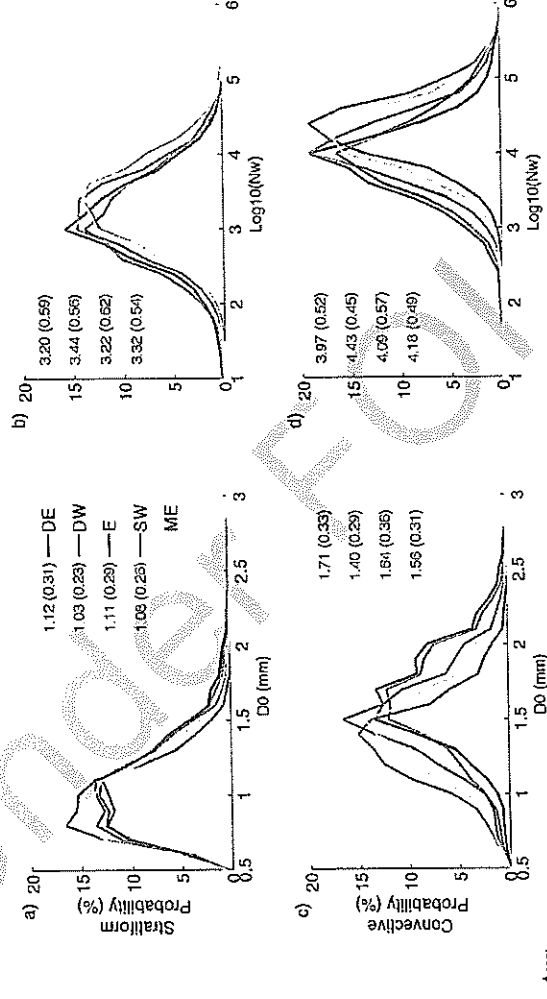 a)
20
15
10
5
0
Stratiform
Probability (%)
1.12 (0.31) DE
1.03 (0.23) DW
1.11 (0.29) E
1.08 (0.26) SW
ME
0.5 1 1.5 2 2.5 3
D0 (mm)
b)
20
15
10
5
0
3.20 (0.59)
3.44 (0.56)
3.22 (0.62)
3.32 (0.54)
1 2 3 4 5 6
Log10(Nw)
c)
20
15
10
5
0
Convective
Probability (%)
1.71 (0.33)
1.40 (0.29)
1.64 (0.36)
1.56 (0.31)
0.5 1 1.5 2 2.5 3
D0 (mm)
d)
20
15
10
5
0
3.97 (0.52)
4.43 (0.45)
4.09 (0.57)
4.18 (0.49)
1 2 3 4 5 6
Log10(Nw)